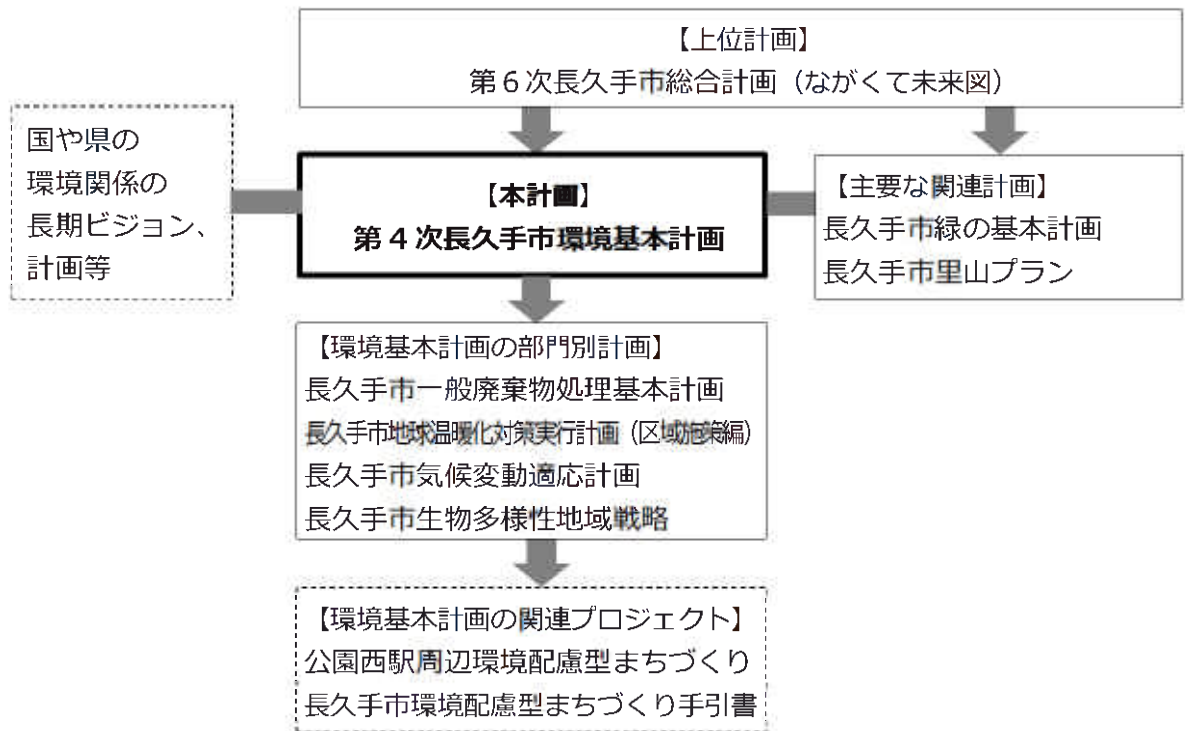 【上位計画】
第6次長久手市総合計画（ながくて未来図）
国や県の
環境関係の
長期ビジョン、
計画等
【本計画】
第4次長久手市環境基本計画
【主要な関連計画】
長久手市緑の基本計画
長久手市里山プラン
【環境基本計画の部門別計画】
長久手市一般廃棄物処理基本計画
長久手市地球温暖化対策実行計画（区域施策編）
長久手市気候変動適応計画
長久手市生物多様性地域戦略
【環境基本計画の関連プロジェクト】
公園西駅周辺環境配慮型まちづくり
長久手市環境配慮型まちづくり手引書